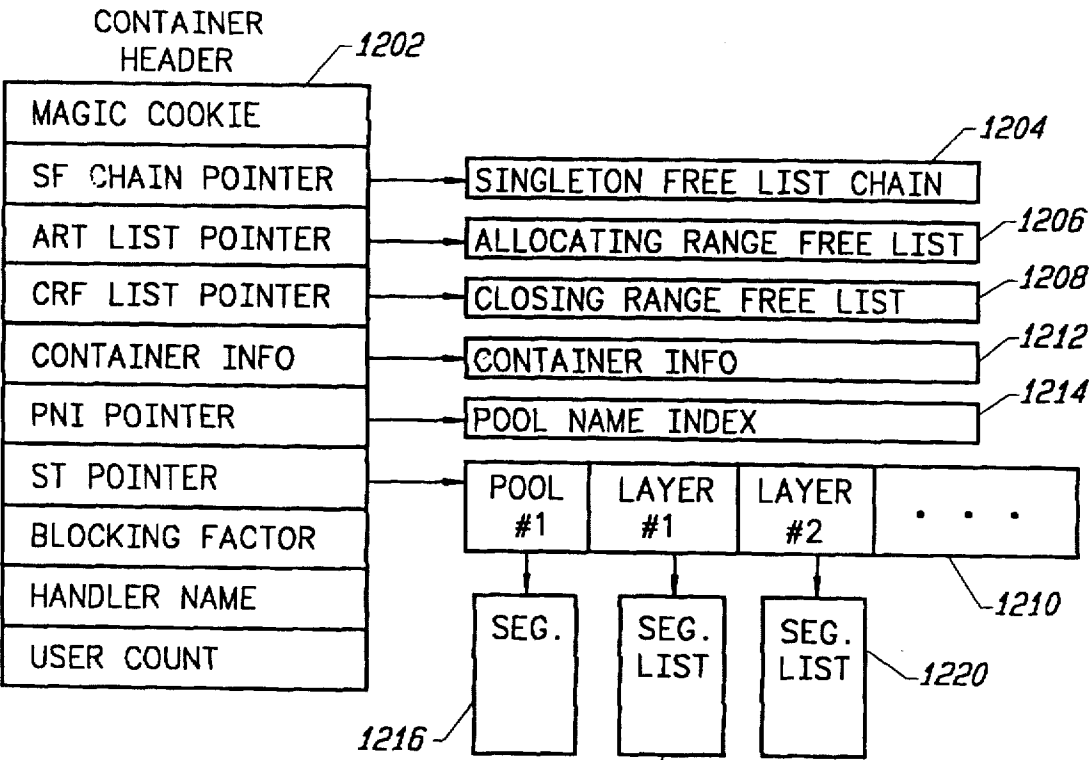 CONTAINER
HEADER
1202
MAGIC COOKIE
SF CHAIN POINTER
ART LIST POINTER
CRF LIST POINTER
CONTAINER INFO
PNI POINTER
ST POINTER
BLOCKING FACTOR
HANDLER NAME
USER COUNT
1204
SINGLETON FREE LIST CHAIN
1206
ALLOCATING RANGE FREE LIST
1208
CLOSING RANGE FREE LIST
1212
CONTAINER INFO
1214
POOL NAME INDEX
POOL
#1
LAYER
#1
LAYER
#2
. . .
1210
SEG.
1216
SEG.
LIST
SEG.
LIST
1220